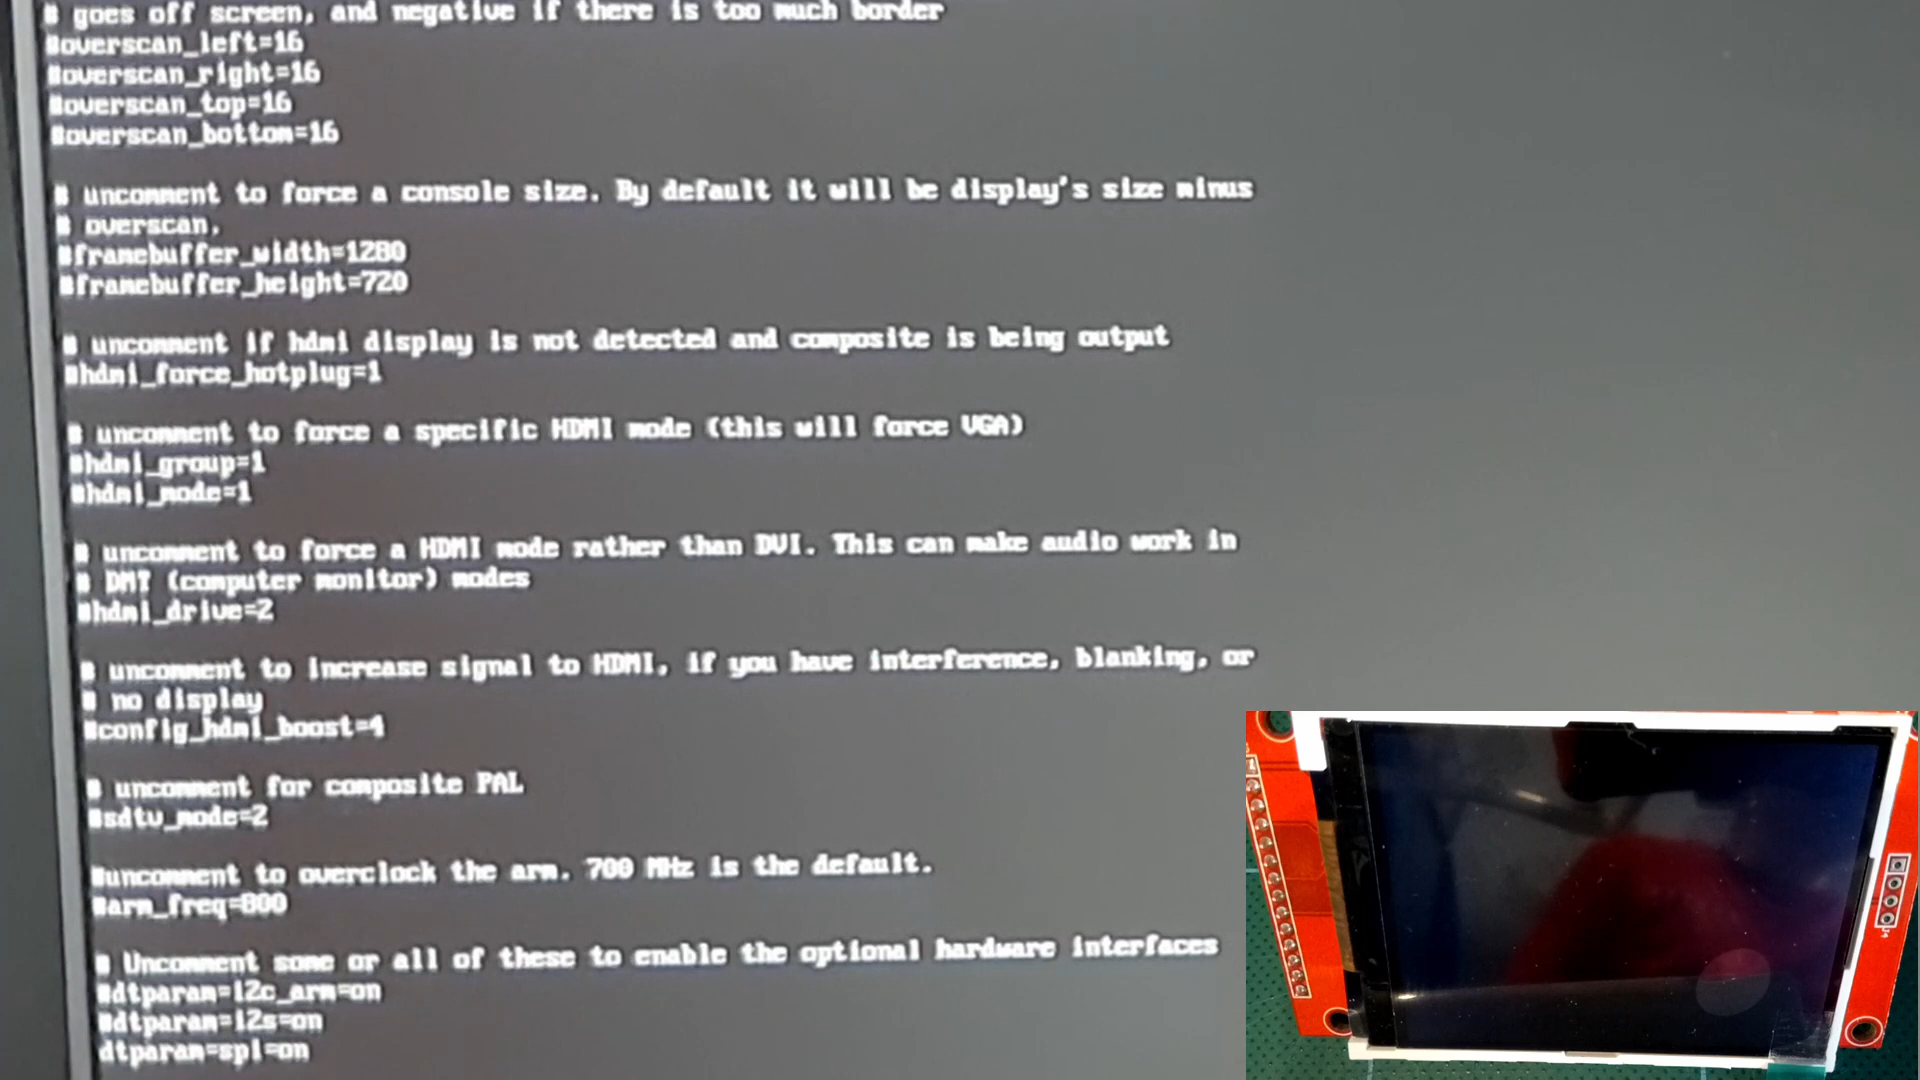 # goes off screen, and negative if there is too much border
#overscan_left=16
#overscan_right=16
#overscan_top=16
#overscan_bottom=16
# uncomment to force a console size. By default it will be display's size minus
# overscan.
#framebuffer_width=1280
#framebuffer_height=720
# uncomment if hdmi display is not detected and composite is being output
#hdmi_force_hotplug=1
# uncomment to force a specific HDMI mode (this will force VGA)
#hdmi_group=1
#hdmi_mode=1
# uncomment to force a HDMI mode rather than DVI. This can make audio work in
# DMT (computer monitor) modes
#hdmi_drive=2
# uncomment to increase signal to HDMI, if you have interference, blanking, or
# no display
#config_hdmi_boost=4
# uncomment for composite PAL
#sdtv_mode=2
#uncomment to overclock the arm. 700 MHz is the default.
#arm_freq=800
# Uncomment some or all of these to enable the optional hardware interfaces
#dtparam=i2c_arm=on
#dtparam=i2s=on
dtparam=spi=on
J4